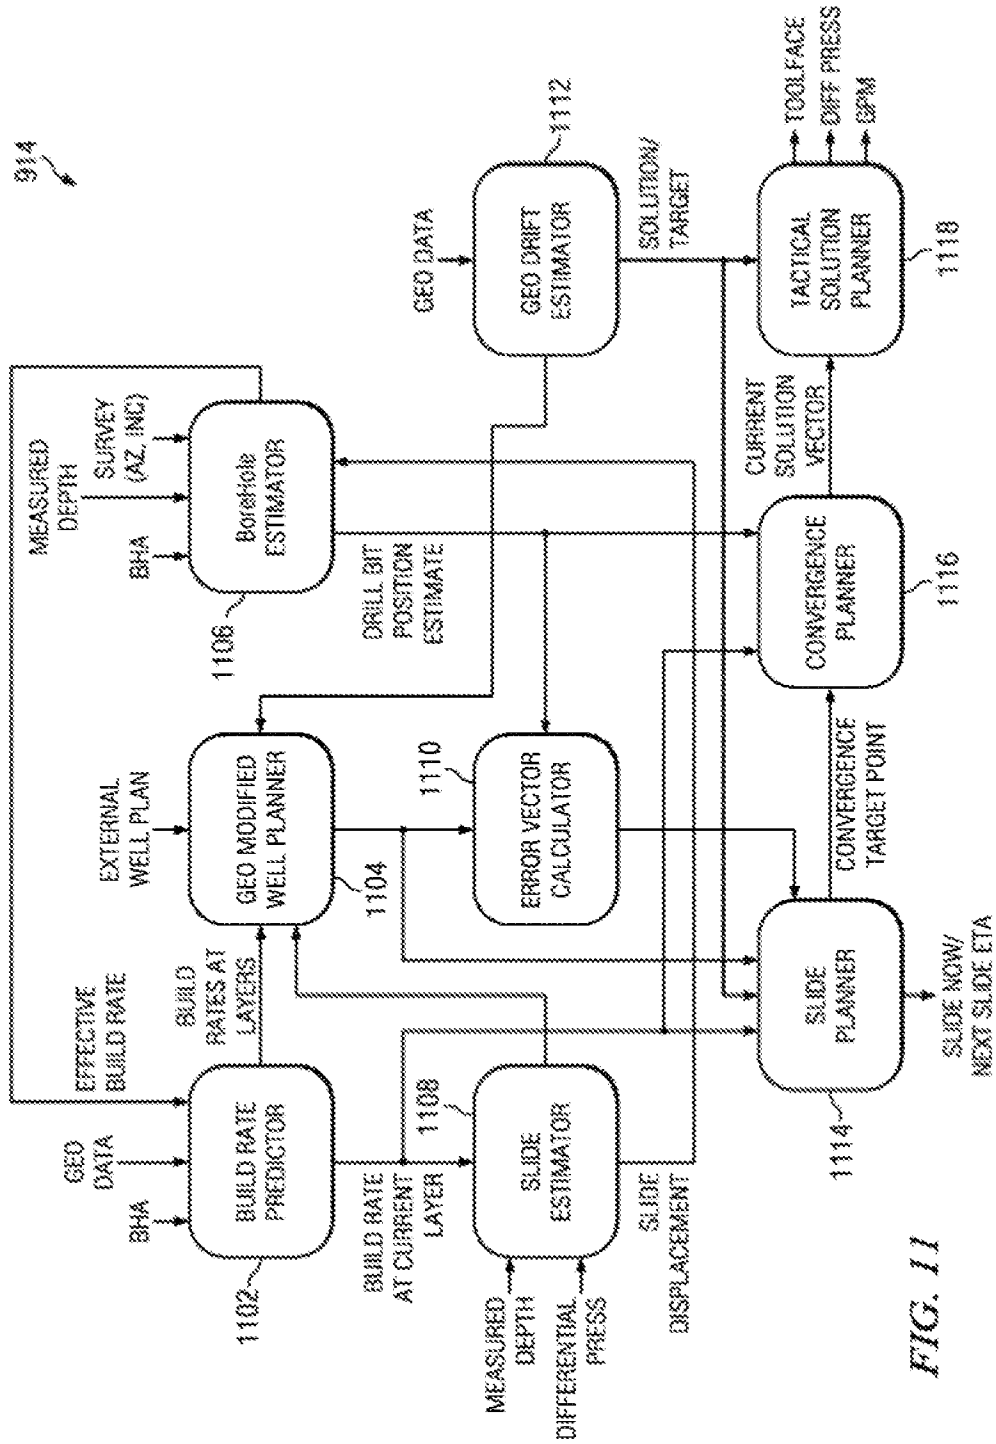 914
BHA
GEO
DATA
EFFECTIVE
BUILD RATE
BUILD RATE
PREDICTOR
1102
BUILD
RATES AT
LAYERS
EXTERNAL
WELL PLAN
GEO MODIFIED
WELL PLANNER
1104
BHA
MEASURED
DEPTH
SURVEY
(AZ, INC)
BoreHole
ESTIMATOR
1106
BUILD RATE
AT CURRENT
LAYER
1108
MEASURED
DEPTH
DIFFERENTIAL
PRESS
SLIDE
ESTIMATOR
SLIDE
DISPLACEMENT
1110
ERROR VECTOR
CALCULATOR
DRILL BIT
POSITION
ESTIMATE
GEO DATA
GEO DRIFT
ESTIMATOR
1112
SOLUTION/
TARGET
SLIDE
PLANNER
1114
SLIDE NOW/
NEXT SLIDE ETA
CONVERGENCE
TARGET POINT
CONVERGENCE
PLANNER
1116
CURRENT
SOLUTION
VECTOR
TACTICAL
SOLUTION
PLANNER
1118
TOOLFACE
DIFF PRESS
GPM
FIG. 11